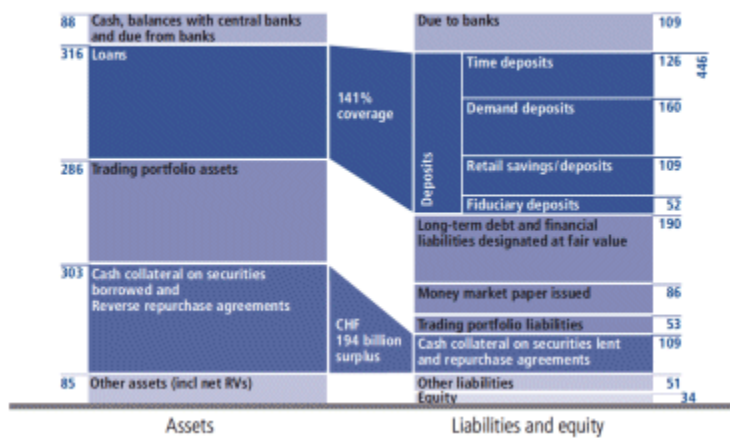 88 Cash, balances with central banks
and due from banks
316 Loans
286 Trading portfolio assets
303 Cash collateral on securities
borrowed and
Reverse repurchase agreements
85 Other assets (incl net RVs)
141%
coverage
CHF
194 billion
surplus
Due to banks 109
Deposits
Time deposits 126
446
Demand deposits 160
Retail savings/deposits 109
Fiduciary deposits 52
Long-term debt and financial 190
liabilities designated at fair value
Money market paper issued 86
Trading portfolio liabilities 53
Cash collateral on securities lent 109
and repurchase agreements
Other liabilities 51
Equity 34
Assets
Liabilities and equity